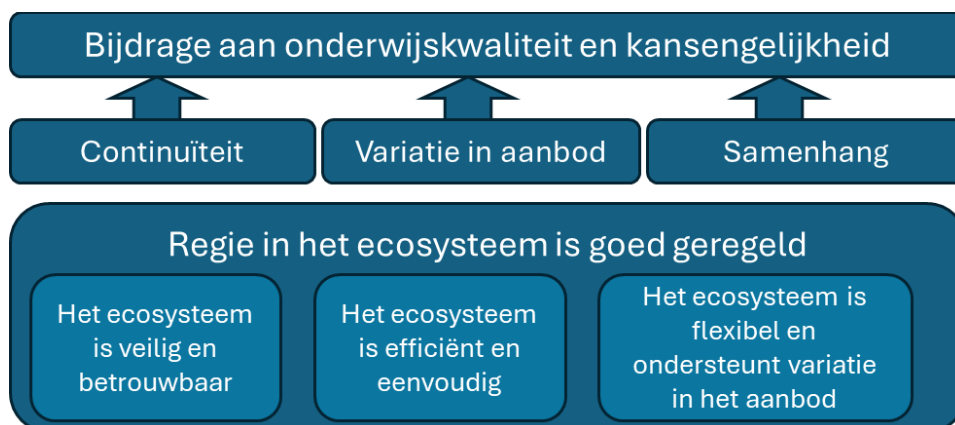 Bijdrage aan onderwijskwaliteit en kansengelijkheid
Continuïteit
Variatie in aanbod
Samenhang
Regie in het ecosysteem is goed geregeld
Het ecosysteem
is veilig en
betrouwbaar
Het ecosysteem
is efficiënt en
eenvoudig
Het ecosysteem is
flexibel en
ondersteunt variatie
in het aanbod